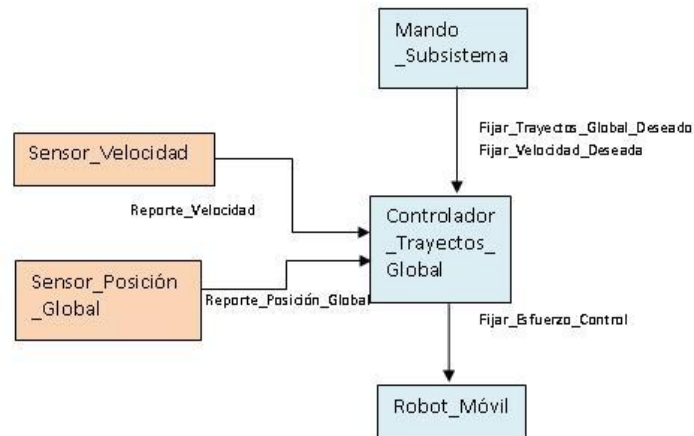 Mando
_Subsistema
Fijar_Trayectos_Global_Deseado
Fijar_Velocidad_Deseada
Sensor_Velocidad
Reporte_Velocidad
Controlador
_Trayectos_
Global
Sensor_Posición
_Global
Reporte_Posición_Global
Fijar_Esfuerzo_Control
Robot_Móvil